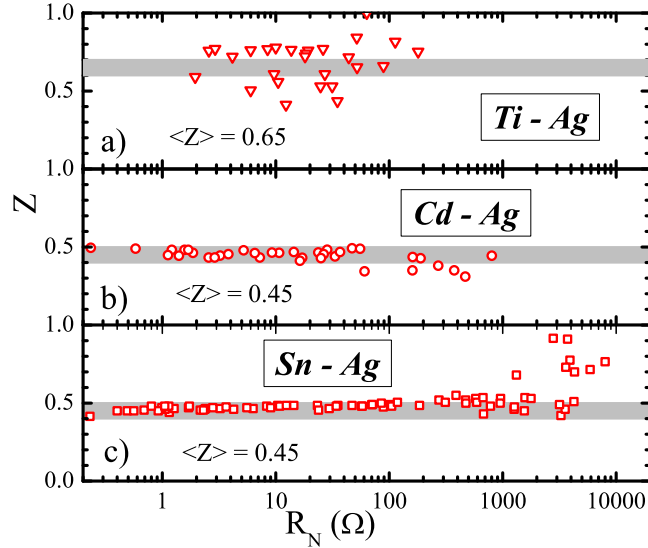 1.0
0.5
a)
<Z> = 0.65
Ti - Ag
1.0
Z
0.5
Cd - Ag
b)
<Z> = 0.45
1.0
Sn - Ag
0.5
c)
<Z> = 0.45
0.0
1 10 100 1000 10000
R_N (Ω)